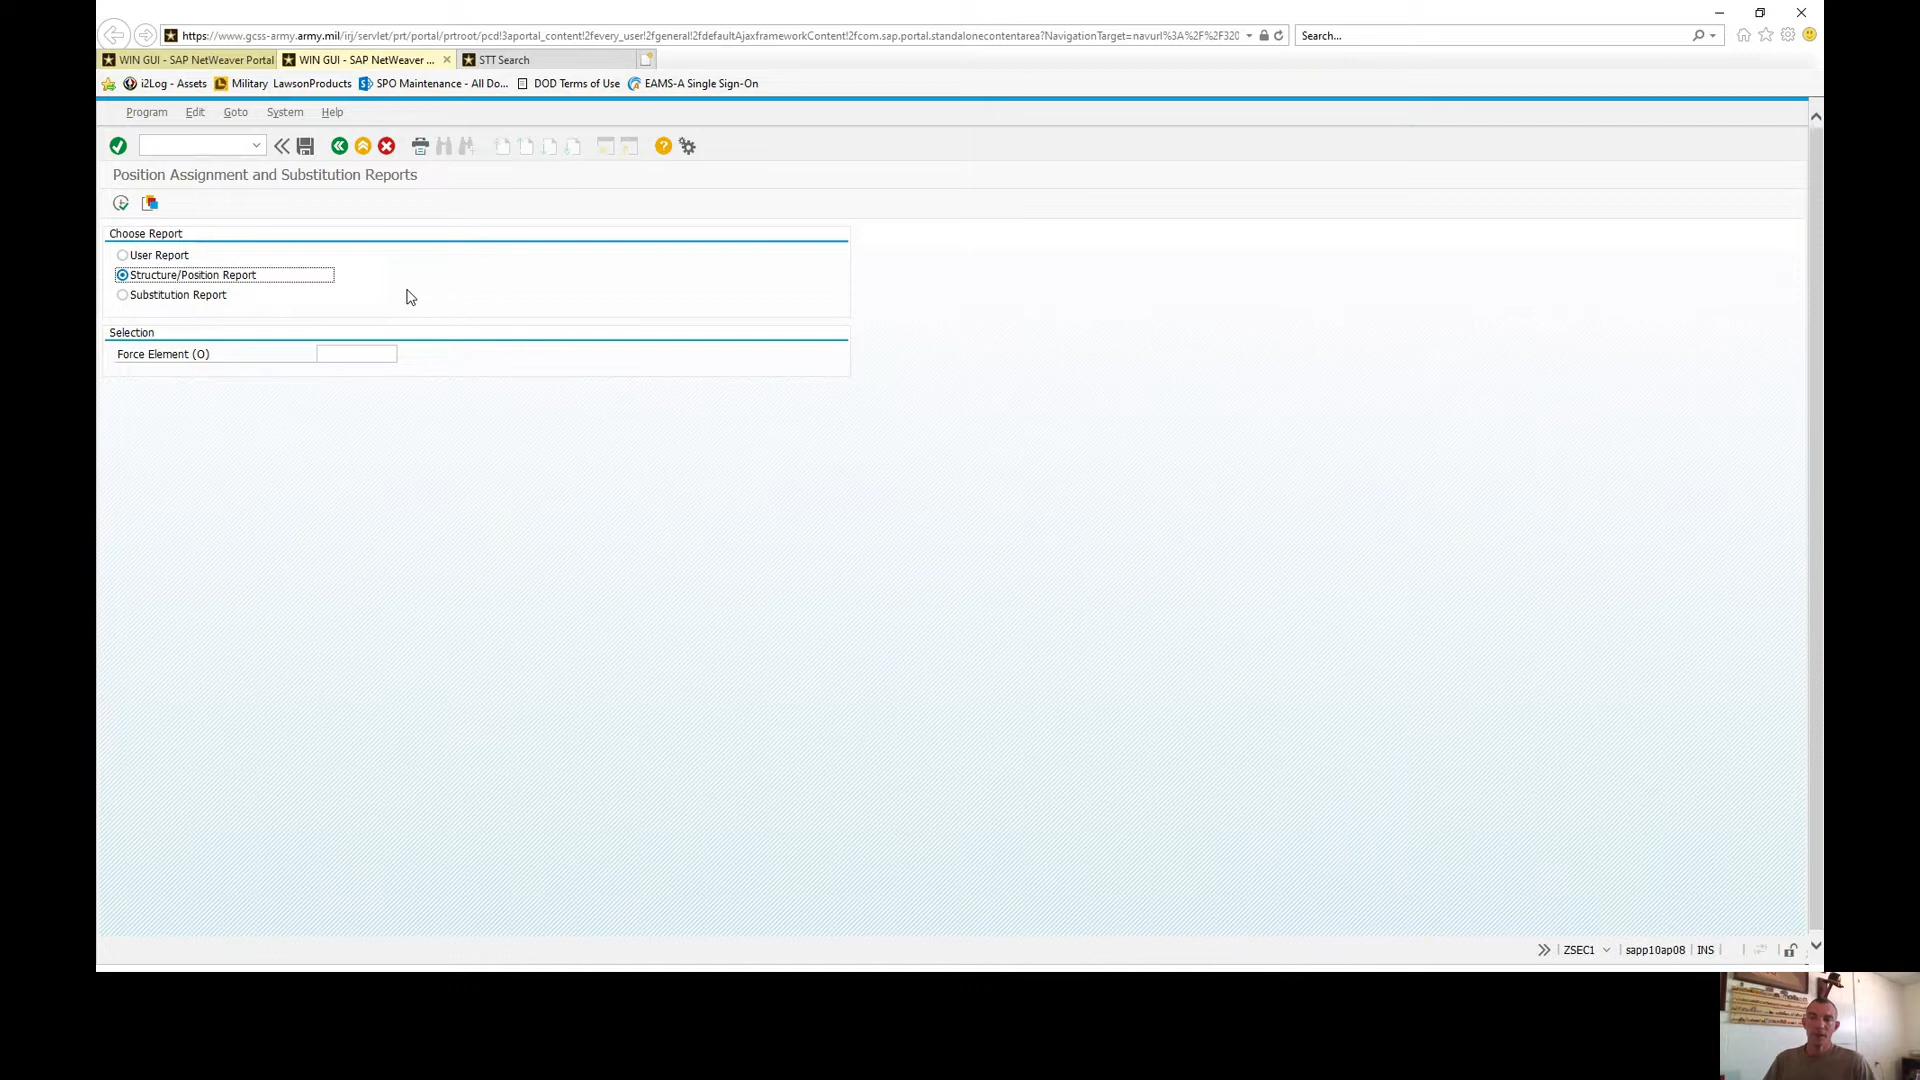 https://www.gcss-army.army.mil/irj/servlet/prt/portal/prtroot/pcd!3aportal_content!2fevery_user!2fgeneral!2fdefaultAjaxframeworkContent!2fcom.sap.portal.standalonecontentarea?NavigationTarget=navurl%3A%2F%2F320
Search...
WIN GUI - SAP NetWeaver Portal
WIN GUI - SAP NetWeaver ...
STT Search
i2Log - Assets
Military LawsonProducts
SPO Maintenance - All Do...
DOD Terms of Use
EAMS-A Single Sign-On
Program Edit Goto System Help
Position Assignment and Substitution Reports
Choose Report
User Report
Structure/Position Report
Substitution Report
Selection
Force Element (O)
ZSEC1
sapp10ap08
INS